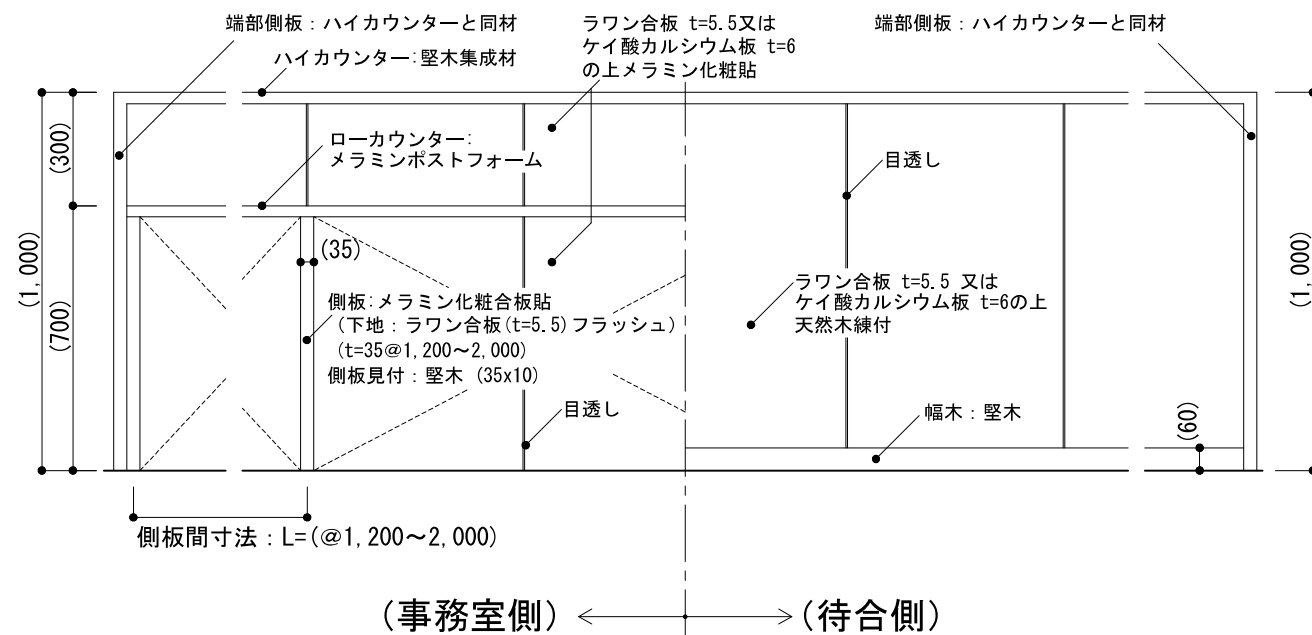 端部側板：ハイカウンターと同材
ハイカウンター：堅木集成材
ラワン合板 t=5.5又は
ケイ酸カルシウム板 t=6
の上メラミン化粧貼
端部側板：ハイカウンターと同材
(1,000)
(300)
(700)
ローカウンター：
メラミンポストフォーム
目透し
(35)
側板：メラミン化粧合板貼
（下地：ラワン合板(t=5.5)フラッシュ）
(t=35@1,200～2,000)
側板見付：堅木 (35x10)
目透し
ラワン合板 t=5.5 又は
ケイ酸カルシウム板 t=6の上
天然木練付
幅木：堅木
(60)
(1,000)
側板間寸法：L=(@1,200～2,000)
(事務室側)
(待合側)